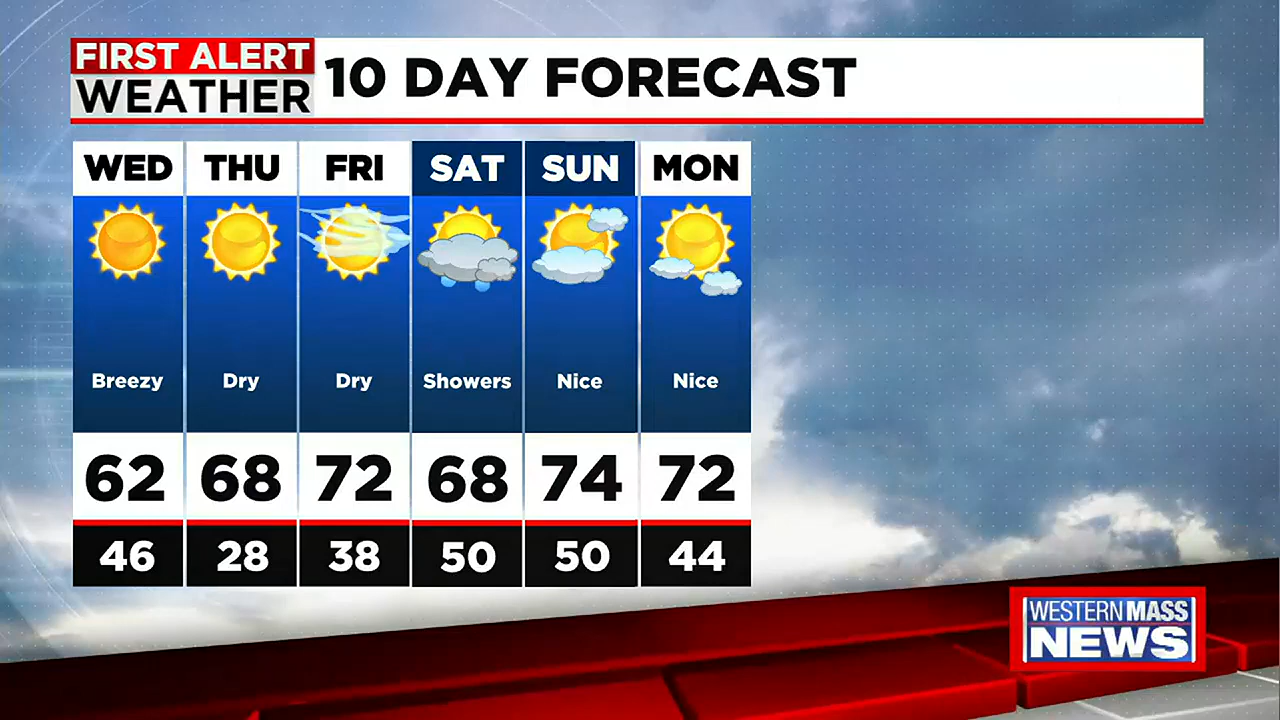 FIRST ALERT
WEATHER
10 DAY FORECAST
WED THU FRI SAT SUN MON
Breezy Dry Dry Showers Nice Nice
62 68 72 68 74 72
46 28 38 50 50 44
WESTERN MASS
NEWS